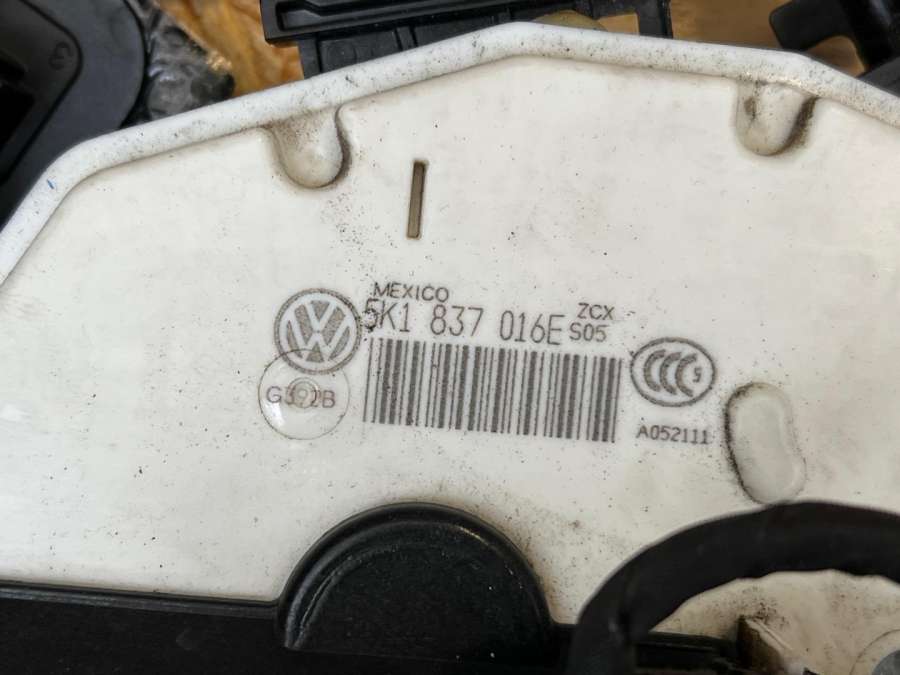 MEXICO
5K1 837 016E
ZCX
S05
G392B
A052111